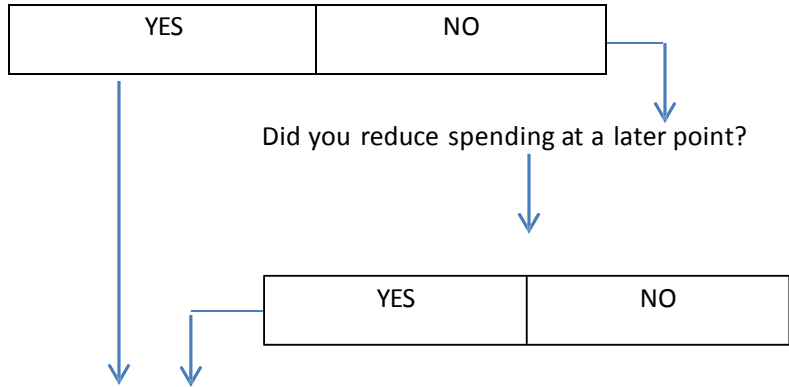 YES NO
Did you reduce spending at a later point?
YES NO